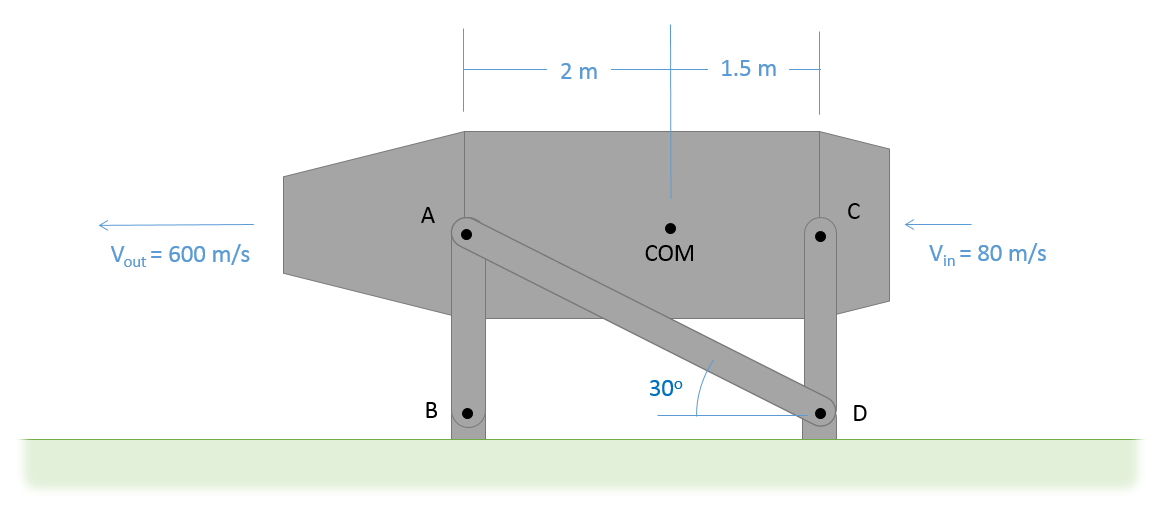 2 m
1.5 m
A
C
V_out = 600 m/s
COM
V_in = 80 m/s
30°
B
D